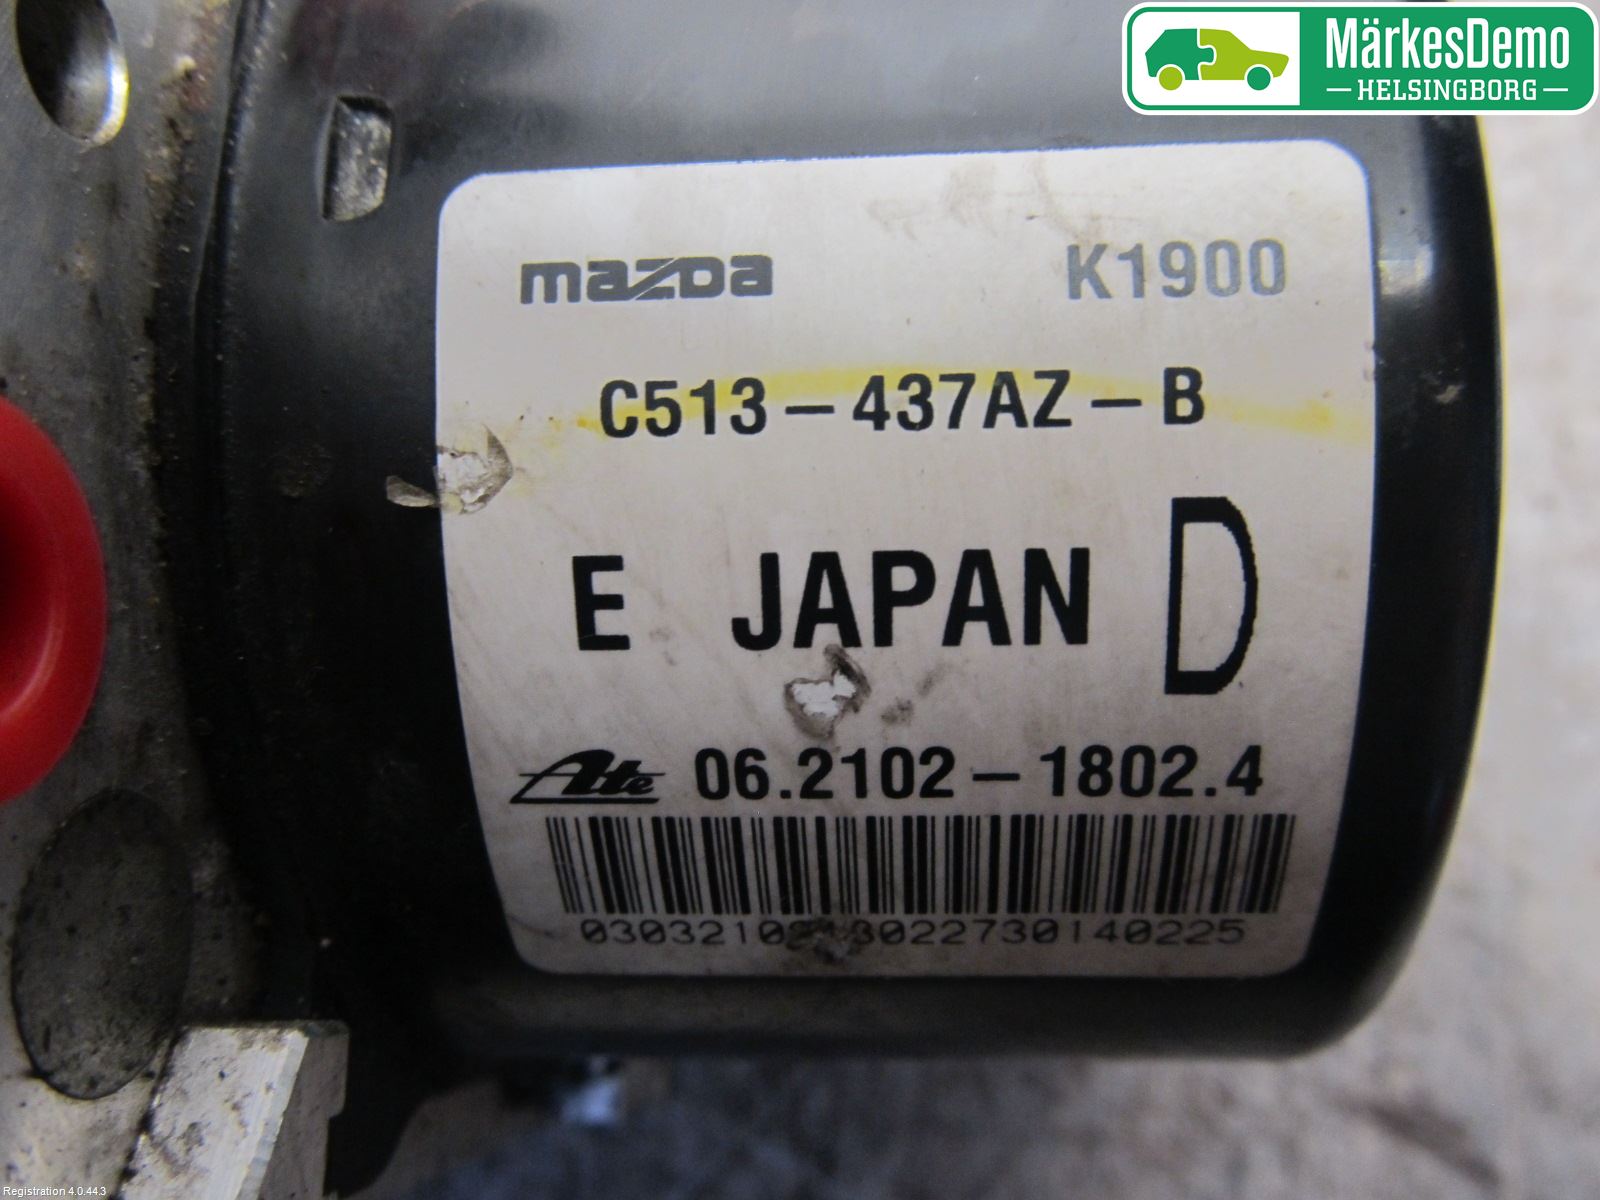 MärkesDemo
HELSINGBORG
mazda K1900
C513-437AZ-B
E JAPAN D
Ate 06.2102-1802.4
Registration 4.0.44.3